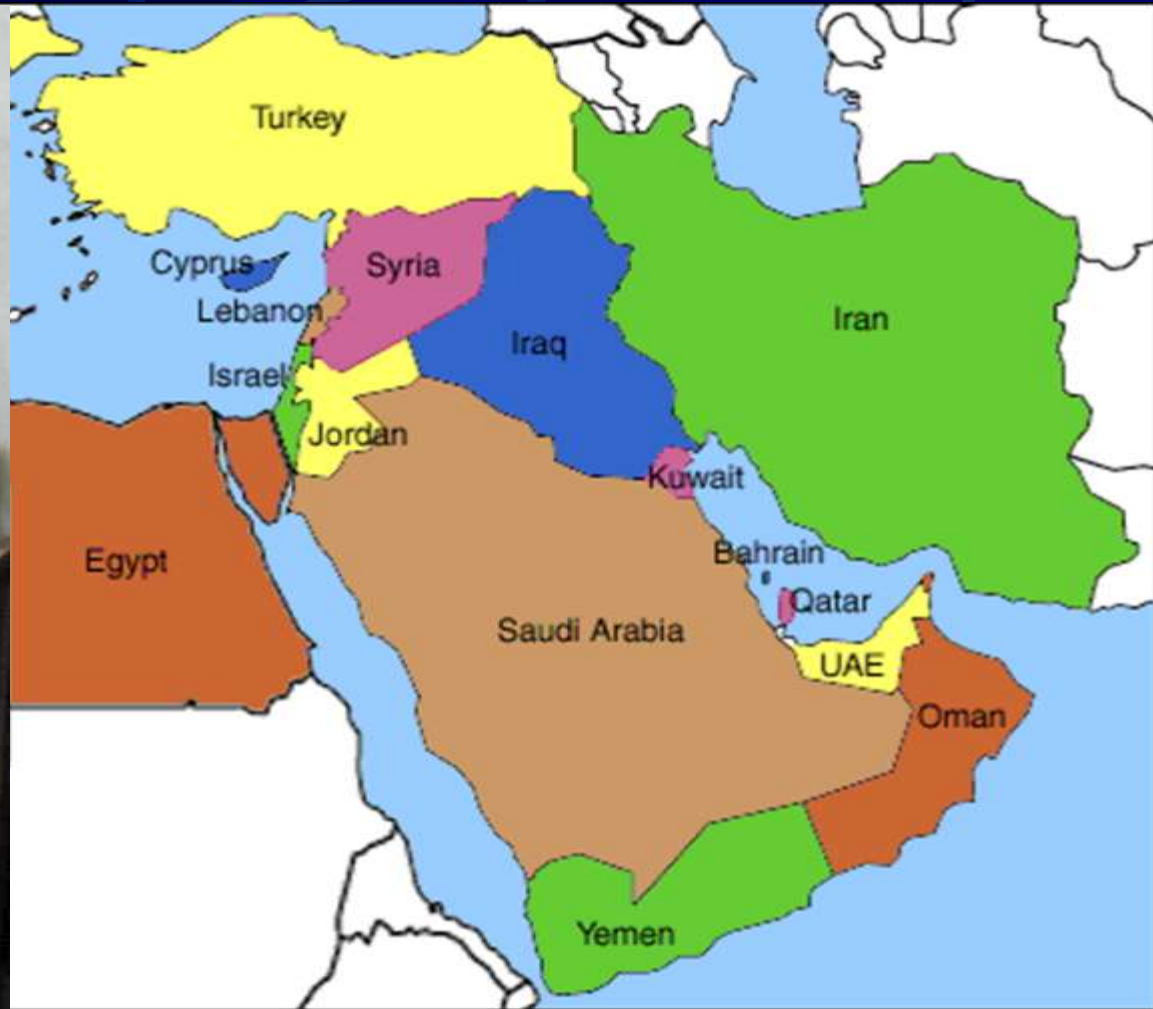 Turkey
Cyprus
Syria
Lebanon
Iraq
Iran
Israel
Jordan
Kuwait
Egypt
Bahrain
Qatar
Saudi Arabia
UAE
Oman
Yemen